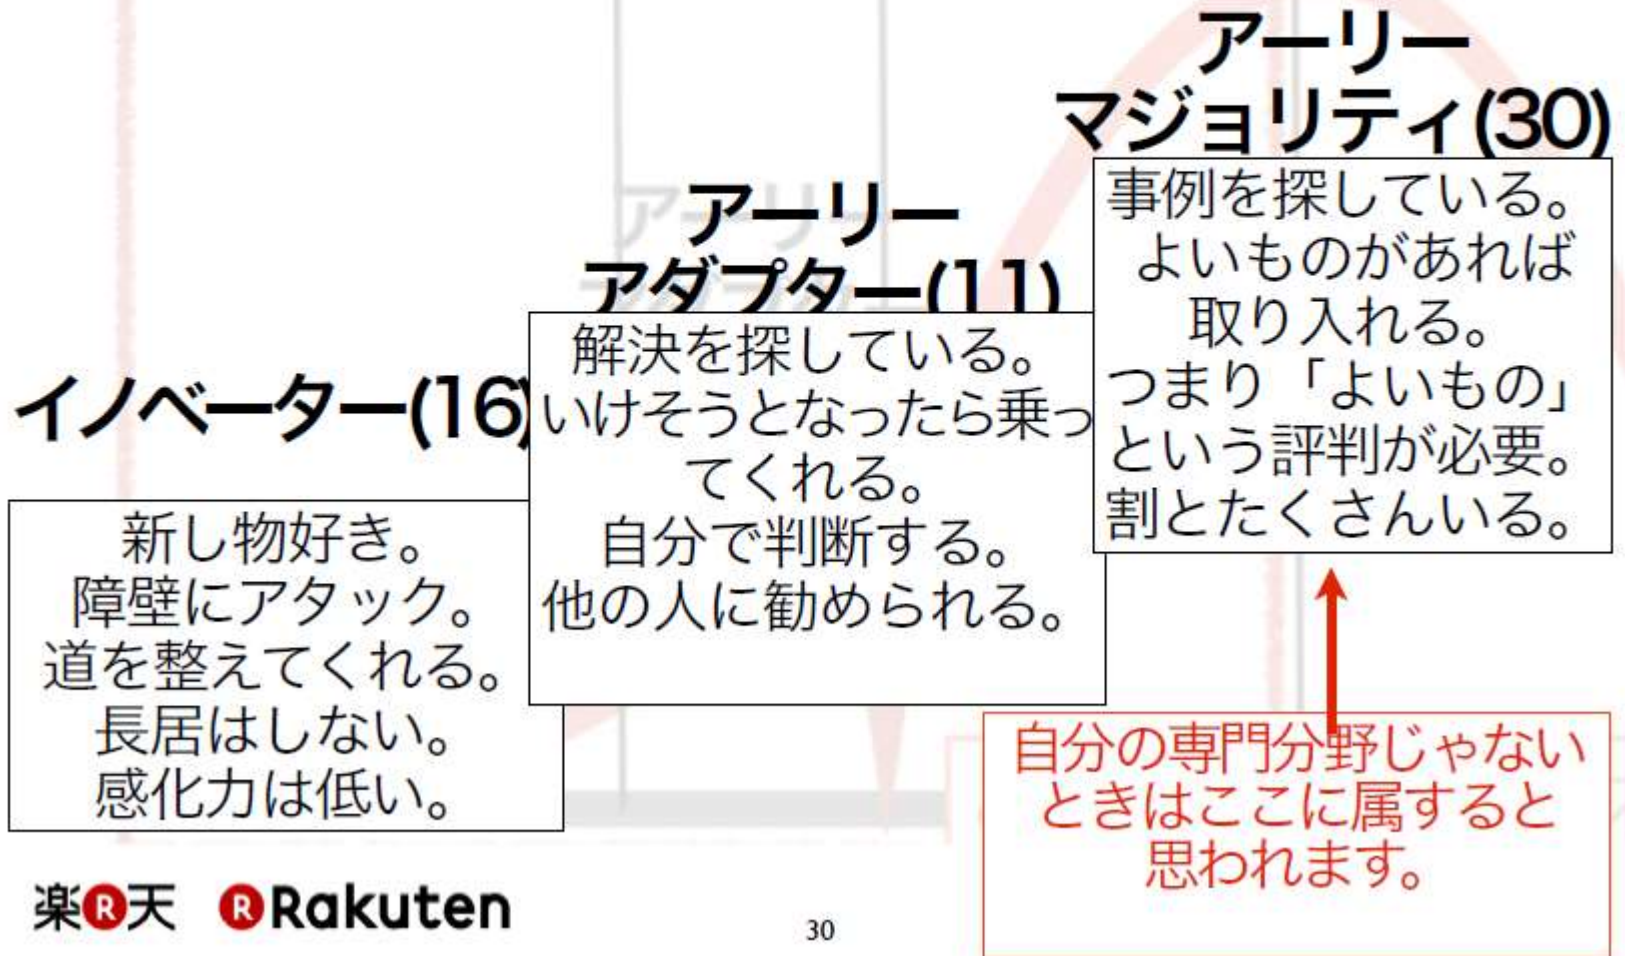 イノベーター(16)
新し物好き。
障壁にアタック。
道を整えてくれる。
長居はしない。
感化力は低い。
アーリー
アダプター(11)
解決を探している。
いけそうとなったら乗っ
てくれる。
自分で判断する。
他の人に勧められる。
アーリー
マジョリティ(30)
事例を探している。
よいものがあれば
取り入れる。
つまり「よいもの」
という評判が必要。
割とたくさんいる。
自分の専門分野じゃない
ときはここに属すると
思われます。
楽R天 R Rakuten
30